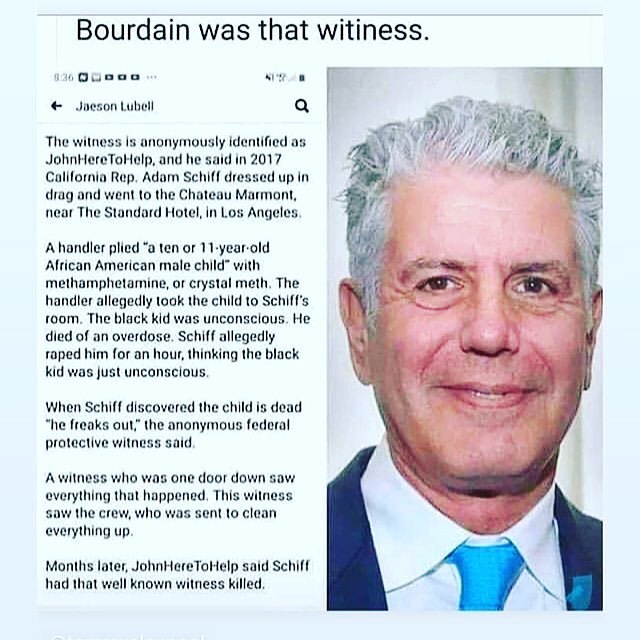 Bourdain was that witiness.
8:36
Jaeson Lubell
The witness is anonymously identified as
JohnHereToHelp, and he said in 2017
California Rep. Adam Schiff dressed up in
drag and went to the Chateau Marmont,
near The Standard Hotel, in Los Angeles.
A handler plied "a ten or 11-year-old
African American male child" with
methamphetamine, or crystal meth. The
handler allegedly took the child to Schiff's
room. The black kid was unconscious. He
died of an overdose. Schiff allegedly
raped him for an hour, thinking the black
kid was just unconscious.
When Schiff discovered the child is dead
"he freaks out," the anonymous federal
protective witness said.
A witness who was one door down saw
everything that happened. This witness
saw the crew, who was sent to clean
everything up.
Months later, JohnHereToHelp said Schiff
had that well known witness killed.